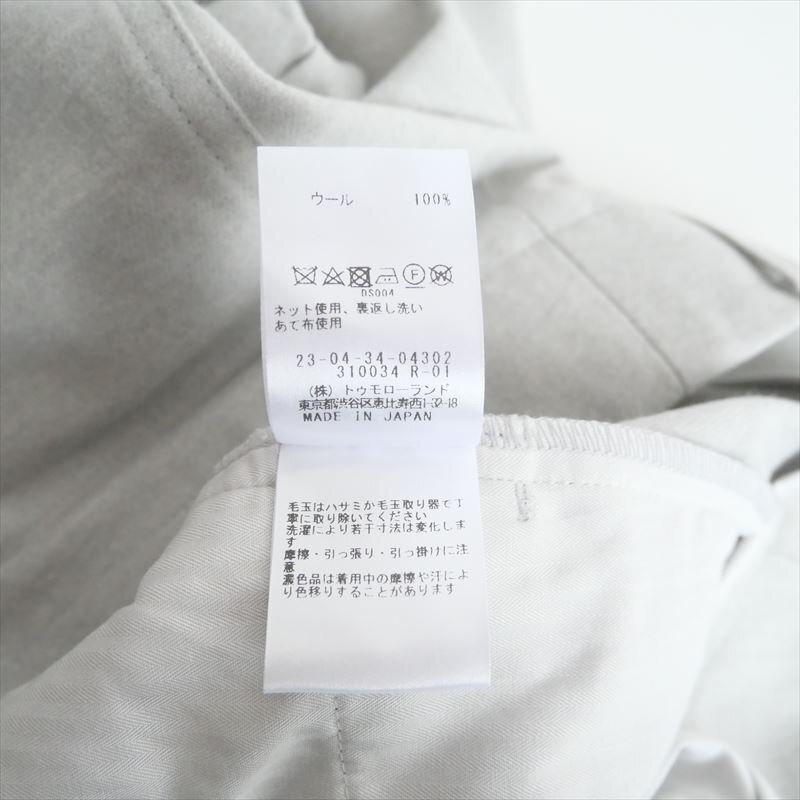 ウール 100%
F W
DS004
ネット使用、裏返し洗い
あて布使用
23-04-34-04302
310034 R-01
(株) トゥモローランド
東京都渋谷区恵比寿西1-32-18
MADE IN JAPAN
毛玉はハサミか毛玉取り器で丁
寧に取り除いてください
洗濯により若干寸法は変化しま
す
摩擦・引っ張り・引っ掛けに注
意
濃色品は着用中の摩擦や汗によ
り色移りすることがあります